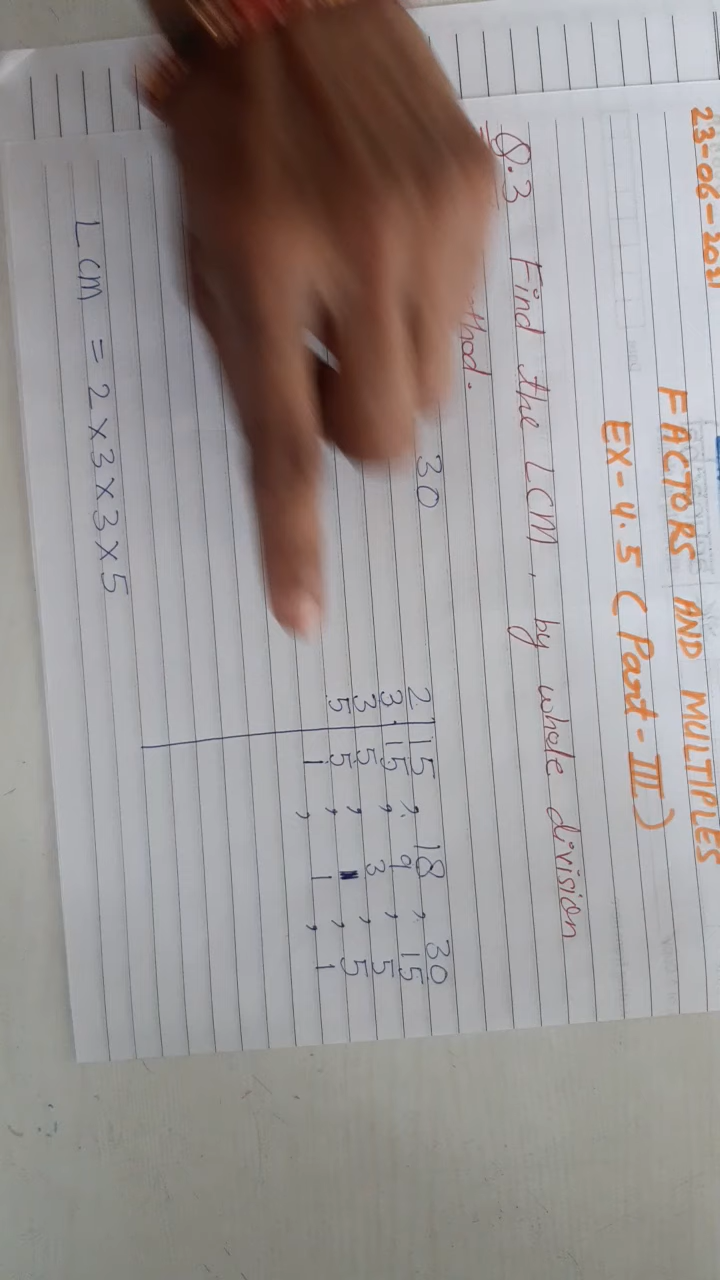 23-06-2021
FACTORS AND MULTIPLES
EX-4.5 (Part-III)
Q.3 Find the LCM, by whole division
30
2 15, 18, 30
3 15, 9, 15
3 5, 3, 5
5 5, 1, 5
1, 1, 1
LCM = 2×3×3×5